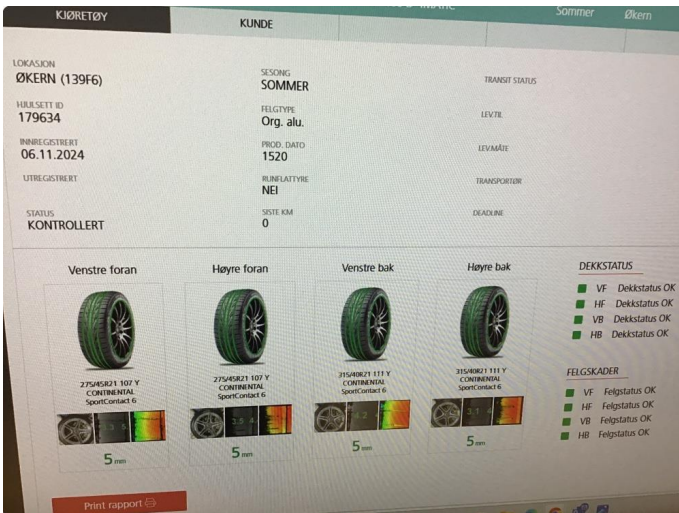 KJØRETØY
KUNDE
Sommer
Økern
LOKASJON
ØKERN (139F6)
SESONG
SOMMER
TRANSIT STATUS
HJULSETT ID
179634
FELGTYPE
Org. alu.
LEV.TIL
INNREGISTRERT
06.11.2024
PROD. DATO
1520
LEV.MÅTE
UTREGISTRERT
RUNFLATTYRE
NEI
TRANSPORTØR
STATUS
KONTROLLERT
SISTE KM
0
DEADLINE
Venstre foran
Høyre foran
Venstre bak
Høyre bak
275/45R21 107 Y
CONTINENTAL
SportContact 6
275/45R21 107 Y
CONTINENTAL
SportContact 6
315/40R21 111 Y
CONTINENTAL
SportContact 6
315/40R21 111 Y
CONTINENTAL
SportContact 6
5 mm
5 mm
5 mm
5 mm
DEKKSTATUS
VF Dekkstatus OK
HF Dekkstatus OK
VB Dekkstatus OK
HB Dekkstatus OK
FELGSKADER
VF Felgstatus OK
HF Felgstatus OK
VB Felgstatus OK
HB Felgstatus OK
Print rapport